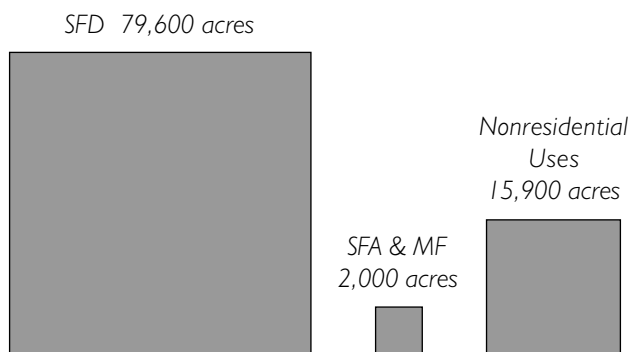 SFD 79,600 acres
Nonresidential
Uses
15,900 acres
SFA & MF
2,000 acres